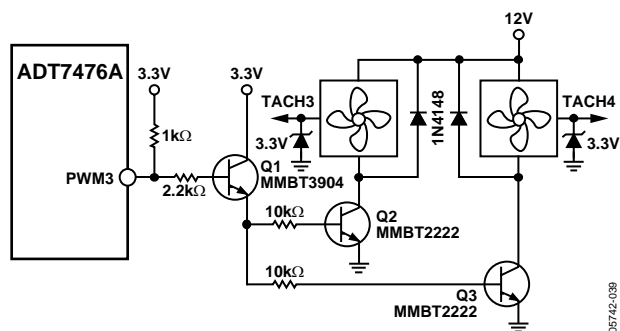 12V
ADT7476A
3.3V
3.3V
TACH3
1N4148
TACH4
3.3V
3.3V
1kΩ
PWM3
2.2kΩ
Q1
MMBT3904
10kΩ
Q2
MMBT2222
10kΩ
Q3
MMBT2222
05742-039